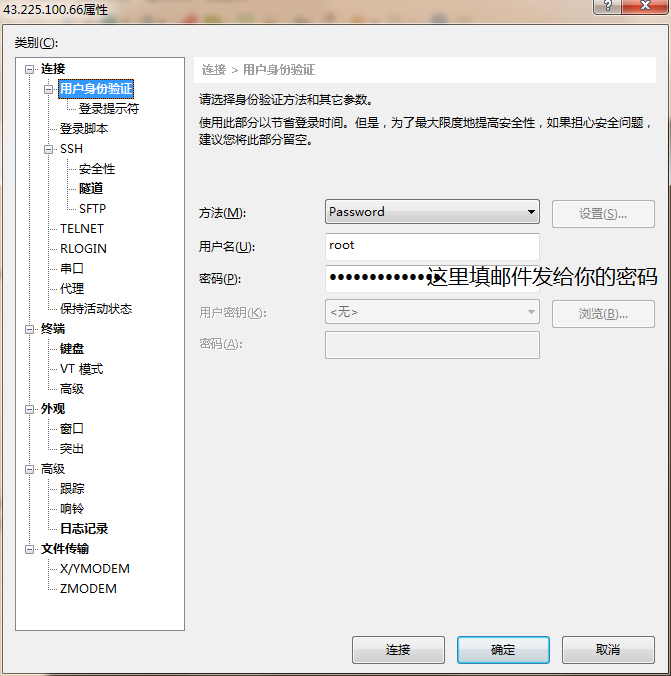 43.225.100.66属性
类别(C):
连接
用户身份验证
登录提示符
登录脚本
SSH
安全性
隧道
SFTP
TELNET
RLOGIN
串口
代理
保持活动状态
终端
键盘
VT 模式
高级
外观
窗口
突出
高级
跟踪
响铃
日志记录
文件传输
X/YMODEM
ZMODEM
连接 > 用户身份验证
请选择身份验证方法和其它参数。
使用此部分以节省登录时间。但是，为了最大限度地提高安全性，如果担心安全问题，
建议您将此部分留空。
方法(M): Password 设置(S)...
用户名(U): root
密码(P): ●●●●●●●●●●●●●● 这里填邮件发给你的密码
用户密钥(K): <无> 浏览(B)...
密码(A):
连接 确定 取消